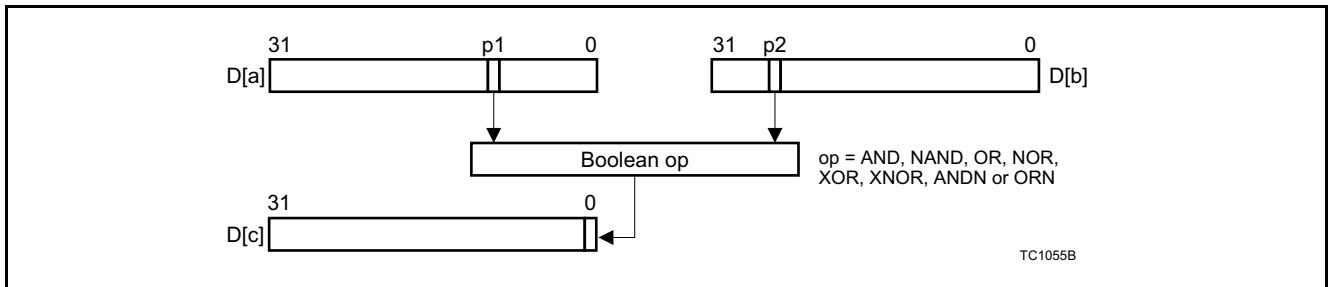 31 p1 0 31 p2 0
D[a] D[b]
Boolean op
op = AND, NAND, OR, NOR,
XOR, XNOR, ANDN or ORN
31 0
D[c]
TC1055B